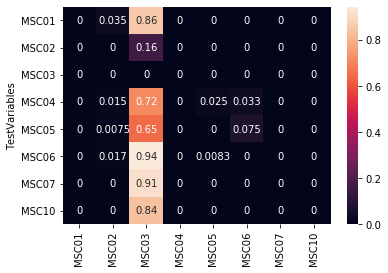 MSC01 0 0.035 0.86 0 0 0 0 0
MSC02 0 0 0.16 0 0 0 0 0
MSC03 0 0 0 0 0 0 0 0
MSC04 0 0.015 0.72 0 0.025 0.033 0 0
MSC05 0 0.0075 0.65 0 0 0.075 0 0
MSC06 0 0.017 0.94 0 0.0083 0 0 0
MSC07 0 0 0.91 0 0 0 0 0
MSC10 0 0 0.84 0 0 0 0 0
TestVariables
MSC01 MSC02 MSC03 MSC04 MSC05 MSC06 MSC07 MSC10
0.8
0.6
0.4
0.2
0.0